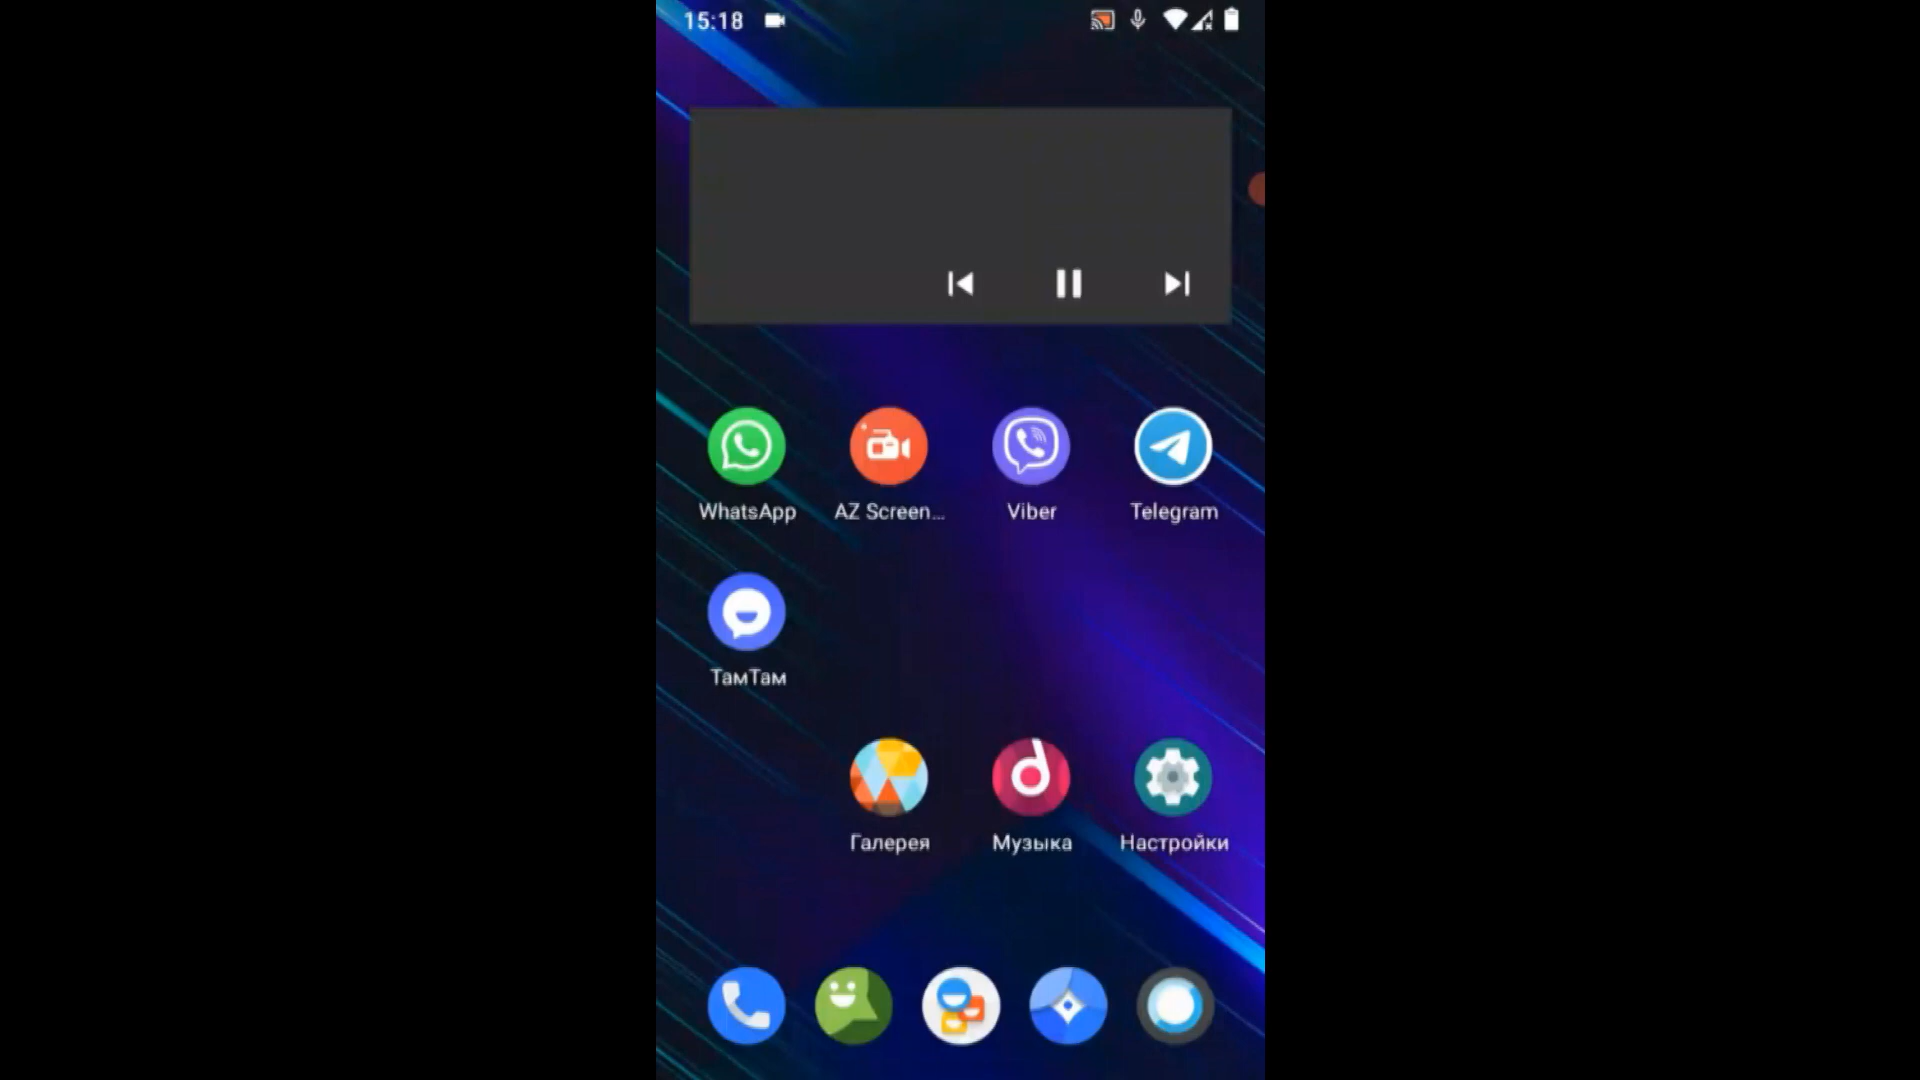 15:18
WhatsApp
AZ Screen...
Viber
Telegram
ТамТам
Галерея
Музыка
Настройки